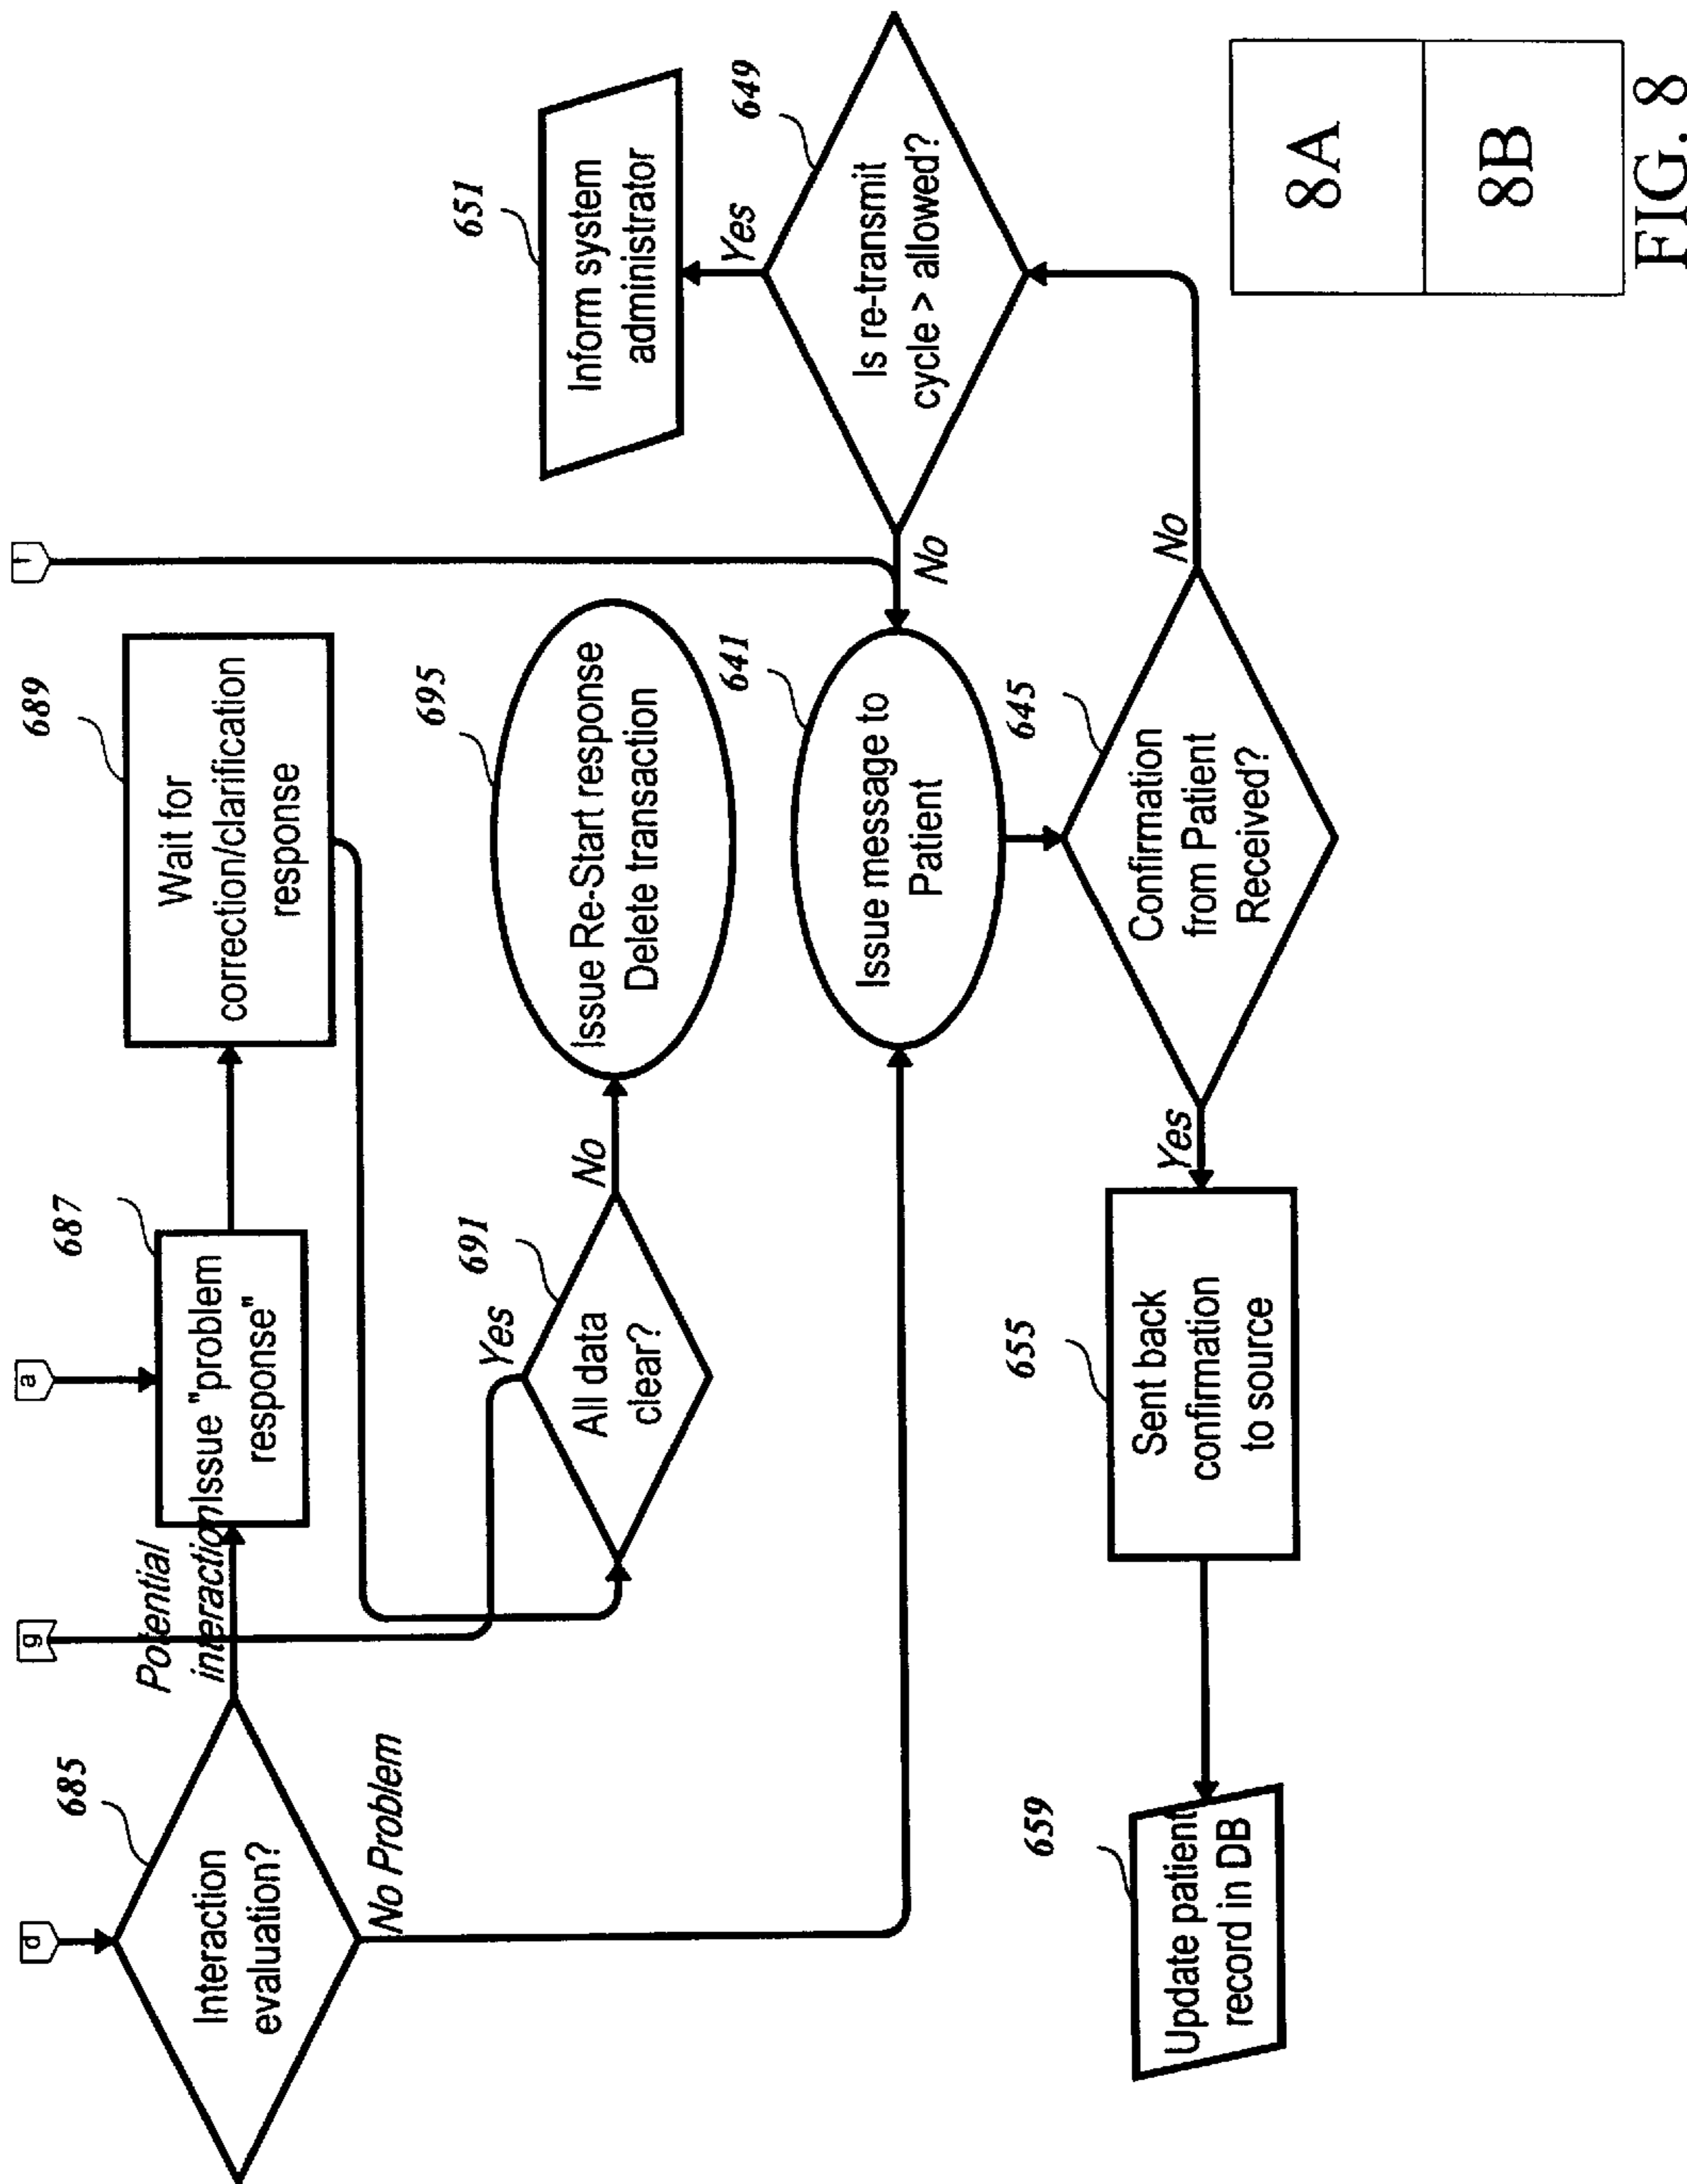 d
g
a
685
Interaction
evaluation?
Potential
interaction
687
Issue "problem
response"
689
Wait for
correction/clarification
response
No Problem
Yes
691
All data
clear?
No
695
Issue Re-Start response
Delete transaction
651
Inform system
administrator
Yes
649
Is re-transmit
cycle > allowed?
No
641
Issue message to
Patient
645
Confirmation
from Patient
Received?
No
Yes
655
Sent back
confirmation
to source
659
Update patient
record in DB
8A
8B
FIG. 8